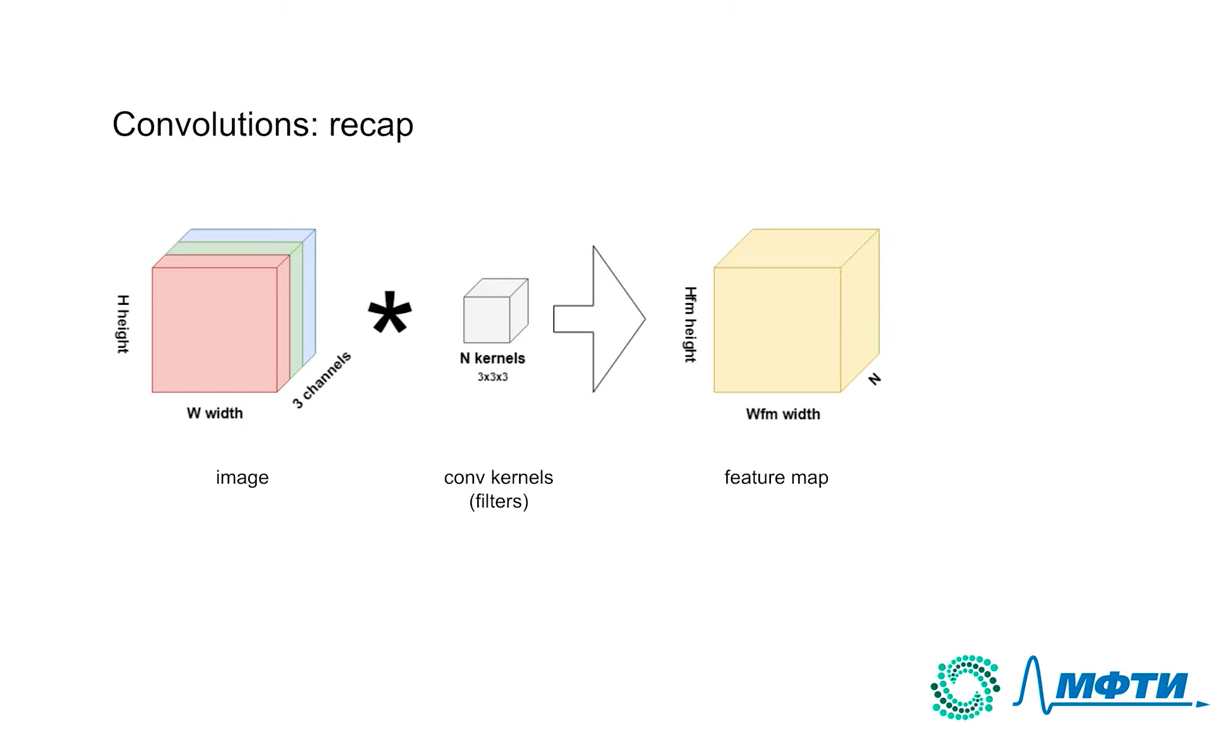 Convolutions: recap
H height
W width
3 channels
*
N kernels
3x3x3
Hfm height
Wfm width
N
image
conv kernels
(filters)
feature map
МФТИ